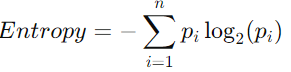 Entropy = − ∑_{i=1}^{n} p_i log_2(p_i)